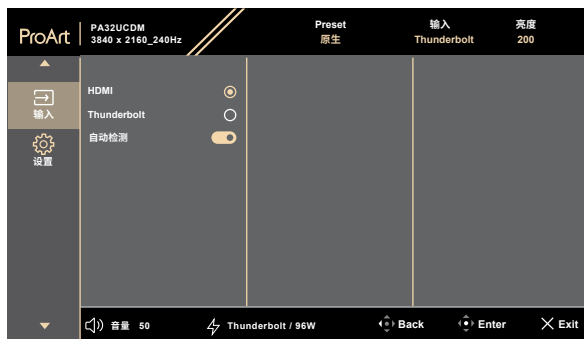 ProArt
PA32UCDM
3840 x 2160_240Hz
Preset
原生
输入
Thunderbolt
亮度
200
输入
设置
HDMI
Thunderbolt
自动检测
音量 50
Thunderbolt / 96W
Back
Enter
Exit